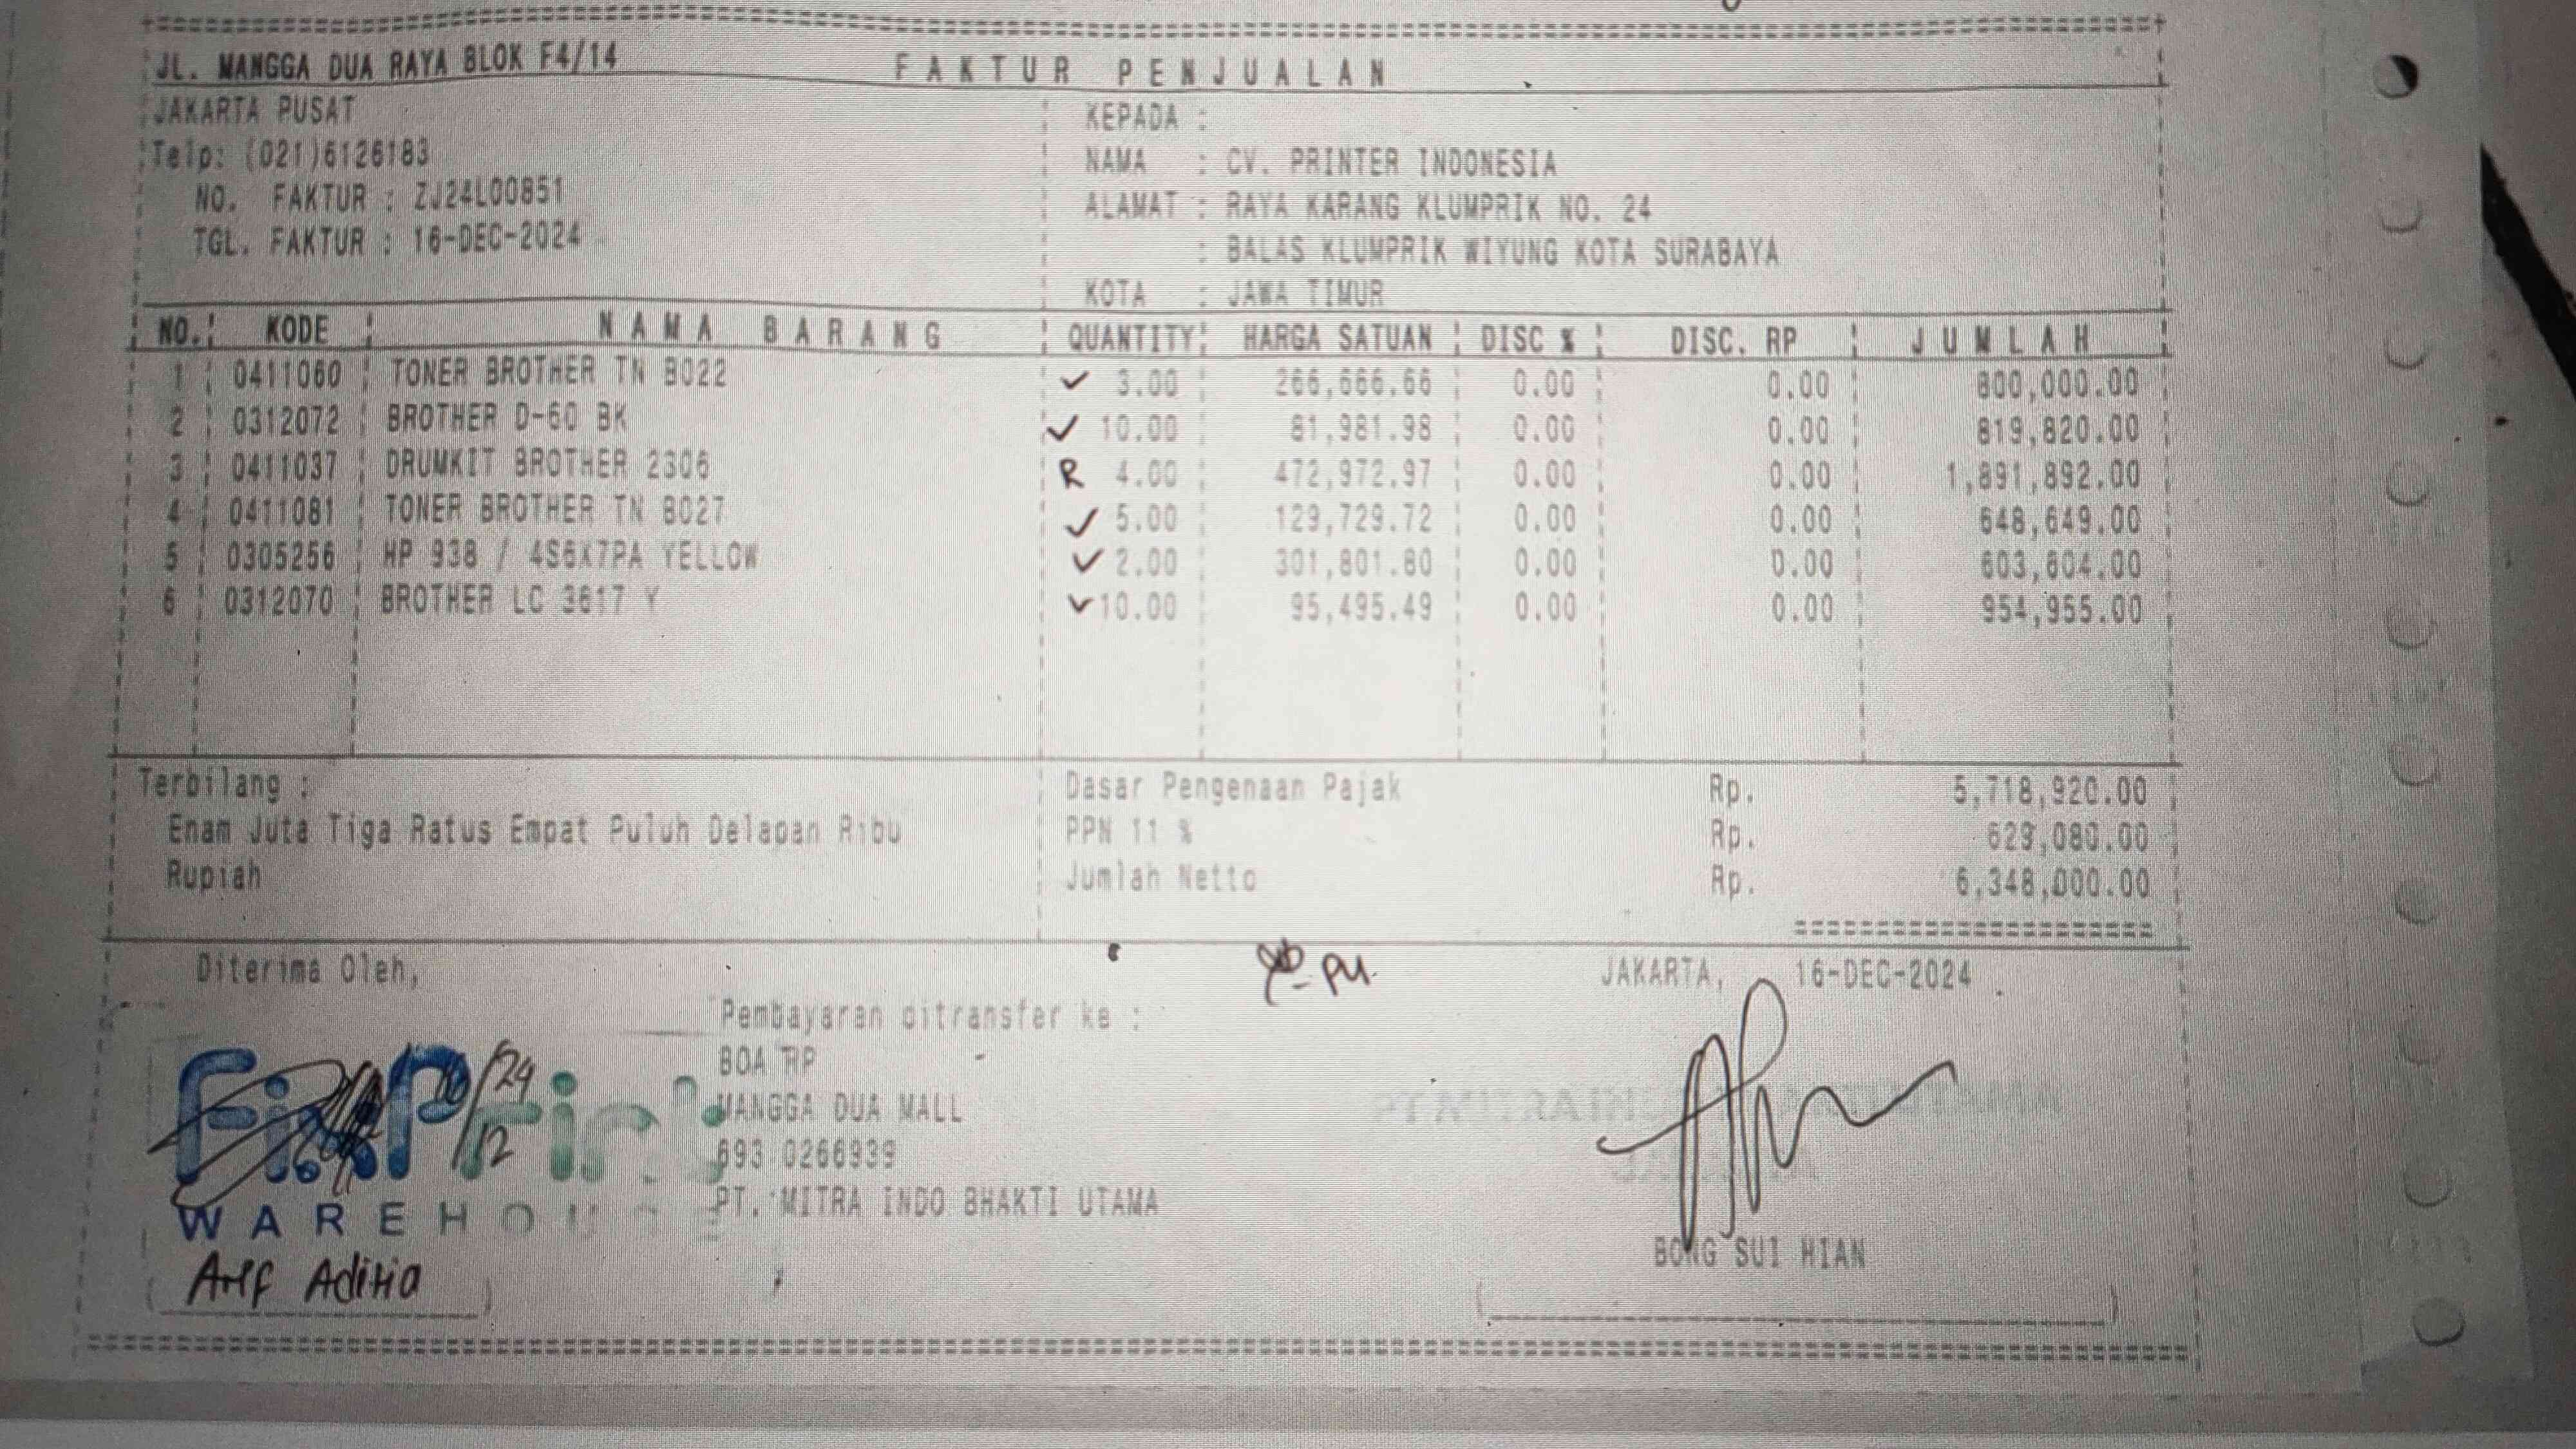 JL. MANGGA DUA RAYA BLOK F4/14
FAKTUR PENJUALAN
JAKARTA PUSAT
Telp: (021)6126183
NO. FAKTUR : ZJ24L00851
TGL. FAKTUR : 16-DEC-2024
KEPADA :
NAMA : CV. PRINTER INDONESIA
ALAMAT : RAYA KARANG KLUMPRIK NO. 24
: BALAS KLUMPRIK WIYUNG KOTA SURABAYA
KOTA : JAWA TIMUR
NO. KODE NAMA BARANG QUANTITY HARGA SATUAN DISC % DISC. RP JUMLAH
1 0411060 TONER BROTHER TN B022 ✓ 3.00 266,666.66 0.00 0.00 800,000.00
2 0312072 BROTHER D-60 BK ✓ 10.00 81,981.98 0.00 0.00 819,820.00
3 0411037 DRUMKIT BROTHER 2306 R 4.00 472,972.97 0.00 0.00 1,891,892.00
4 0411081 TONER BROTHER TN B027 ✓ 5.00 129,729.72 0.00 0.00 648,649.00
5 0305256 HP 938 / 4S6X7PA YELLOW ✓ 2.00 301,801.80 0.00 0.00 603,604.00
6 0312070 BROTHER LC 3617 Y ✓ 10.00 95,495.49 0.00 0.00 954,955.00
Terbilang :
Enam Juta Tiga Ratus Empat Puluh Delapan Ribu
Rupiah
Dasar Pengenaan Pajak Rp. 5,718,920.00
PPN 11 % Rp. 629,080.00
Jumlah Netto Rp. 6,348,000.00
Diterima Oleh,
JAKARTA, 16-DEC-2024
Pembayaran ditransfer ke :
BCA RP
MANGGA DUA MALL
693 0266939
PT. MITRA INDO BHAKTI UTAMA
WAREHOUSE
Arif Aditia
BONG SUI HIAN